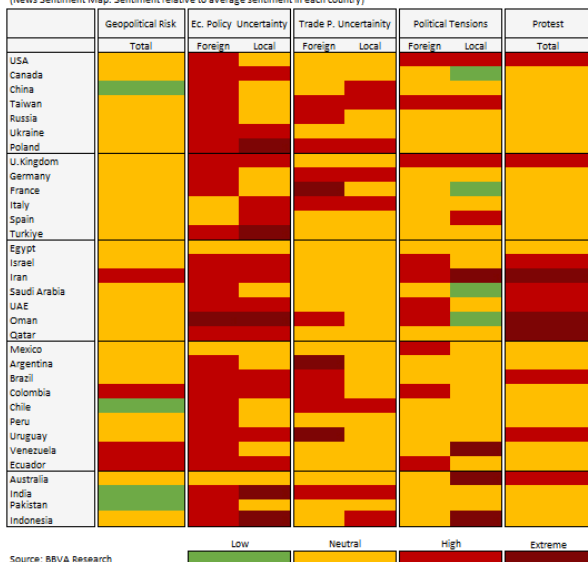 (News Sentiment Map. Sentiment relative to average sentiment in each country)
Geopolitical Risk Ec. Policy Uncertainty Trade P. Uncertainty Political Tensions Protest
Total Foreign Local Foreign Local Foreign Local Total
USA
Canada
China
Taiwan
Russia
Ukraine
Poland
U.Kingdom
Germany
France
Italy
Spain
Turkiye
Egypt
Israel
Iran
Saudi Arabia
UAE
Oman
Qatar
Mexico
Argentina
Brazil
Colombia
Chile
Peru
Uruguay
Venezuela
Ecuador
Australia
India
Pakistan
Indonesia
Low Neutral High Extreme
Source: BBVA Research